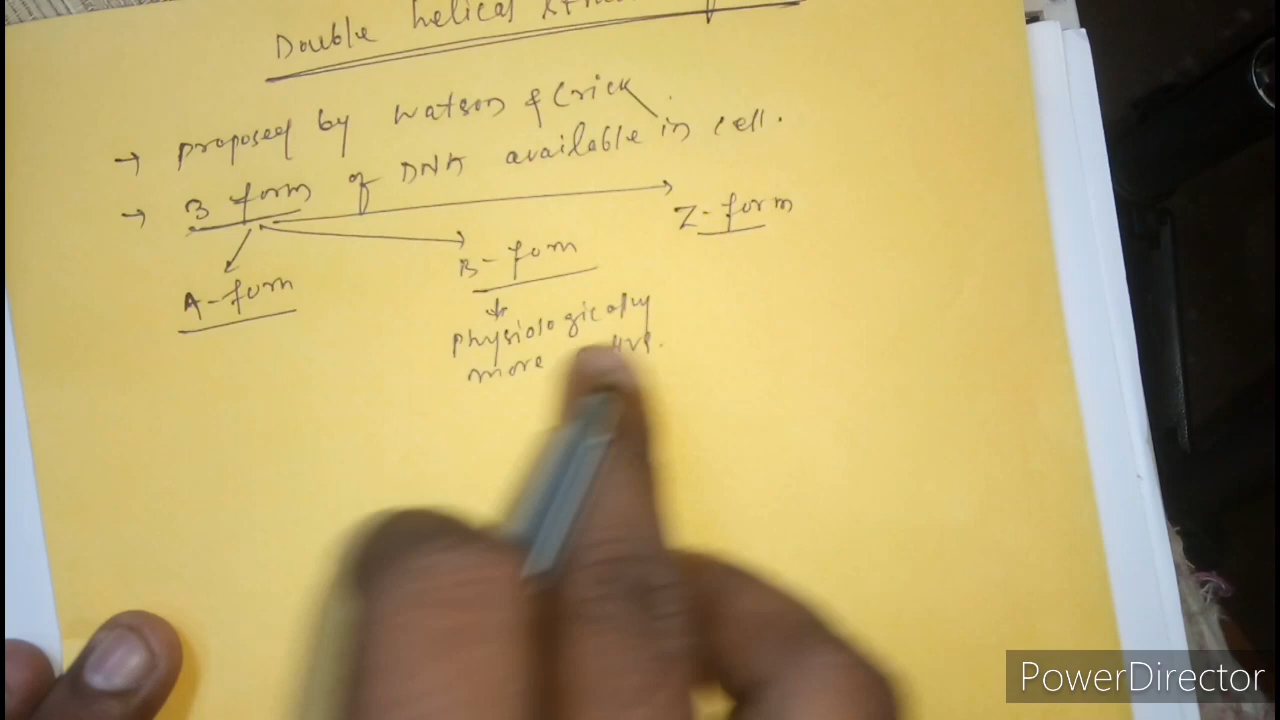 Double helical
→ proposed by Watson & Crick
→ 3 form of DNA available in cell.
A-form
B-form
Z-form
physiologically
more
PowerDirector